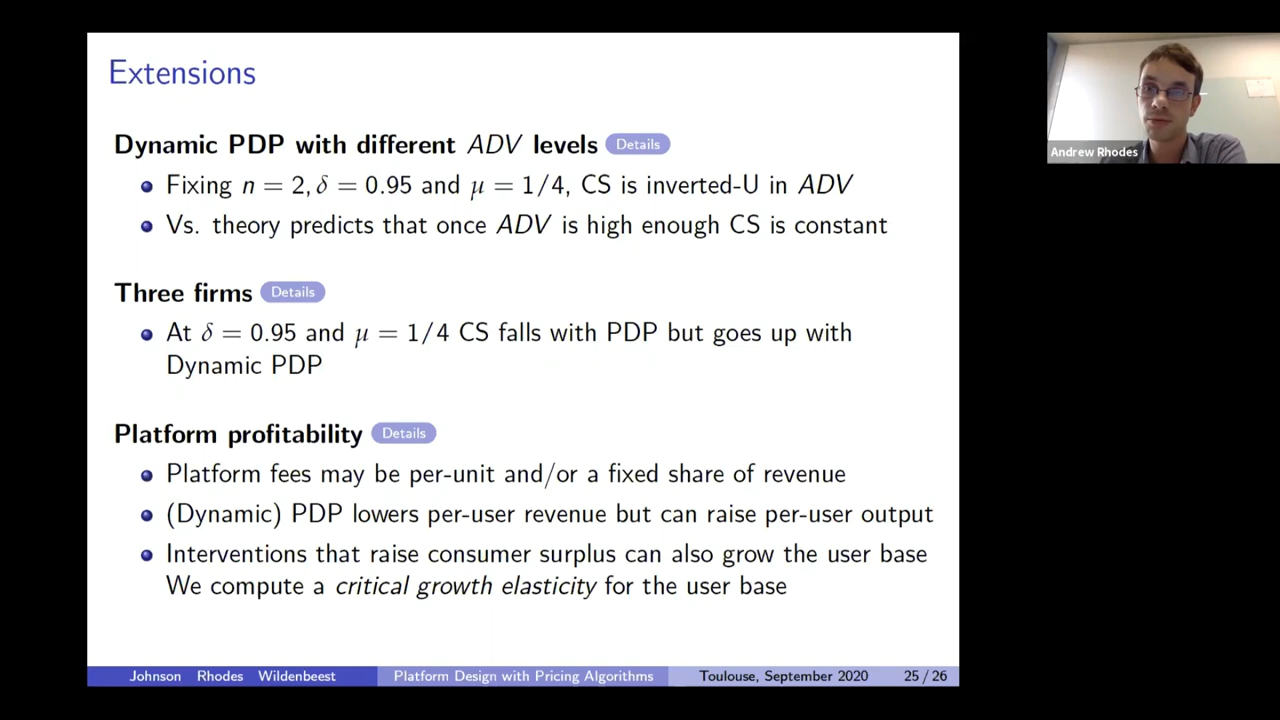 Extensions
Dynamic PDP with different ADV levels Details
Fixing n = 2, δ = 0.95 and μ = 1/4, CS is inverted-U in ADV
Vs. theory predicts that once ADV is high enough CS is constant
Three firms Details
At δ = 0.95 and μ = 1/4 CS falls with PDP but goes up with
Dynamic PDP
Platform profitability Details
Platform fees may be per-unit and/or a fixed share of revenue
(Dynamic) PDP lowers per-user revenue but can raise per-user output
Interventions that raise consumer surplus can also grow the user base
We compute a critical growth elasticity for the user base
Johnson Rhodes Wildenbeest Platform Design with Pricing Algorithms Toulouse, September 2020 25 / 26
Andrew Rhodes